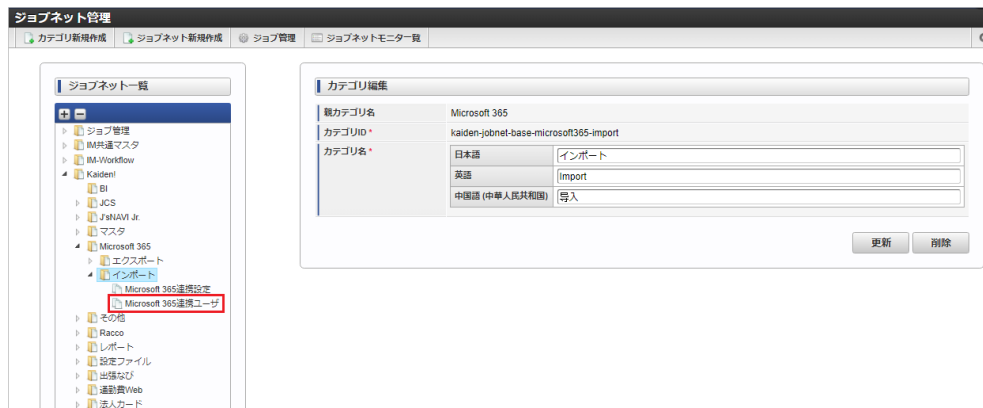 ジョブネット管理
カテゴリ新規作成 ジョブネット新規作成 ジョブ管理 ジョブネットモニタ一覧
ジョブネット一覧
ジョブ管理
IM共通マスタ
IM-Workflow
Kaiden!
BI
JCS
J'sNAVI Jr.
マスタ
Microsoft 365
エクスポート
インポート
Microsoft 365連携設定
Microsoft 365連携ユーザ
その他
Racco
レポート
設定ファイル
出張なび
通勤費Web
法人カード
カテゴリ編集
親カテゴリ名 Microsoft 365
カテゴリID * kaiden-jobnet-base-microsoft365-import
カテゴリ名 * 日本語 インポート
英語 Import
中国語 (中華人民共和国) 导入
更新 削除